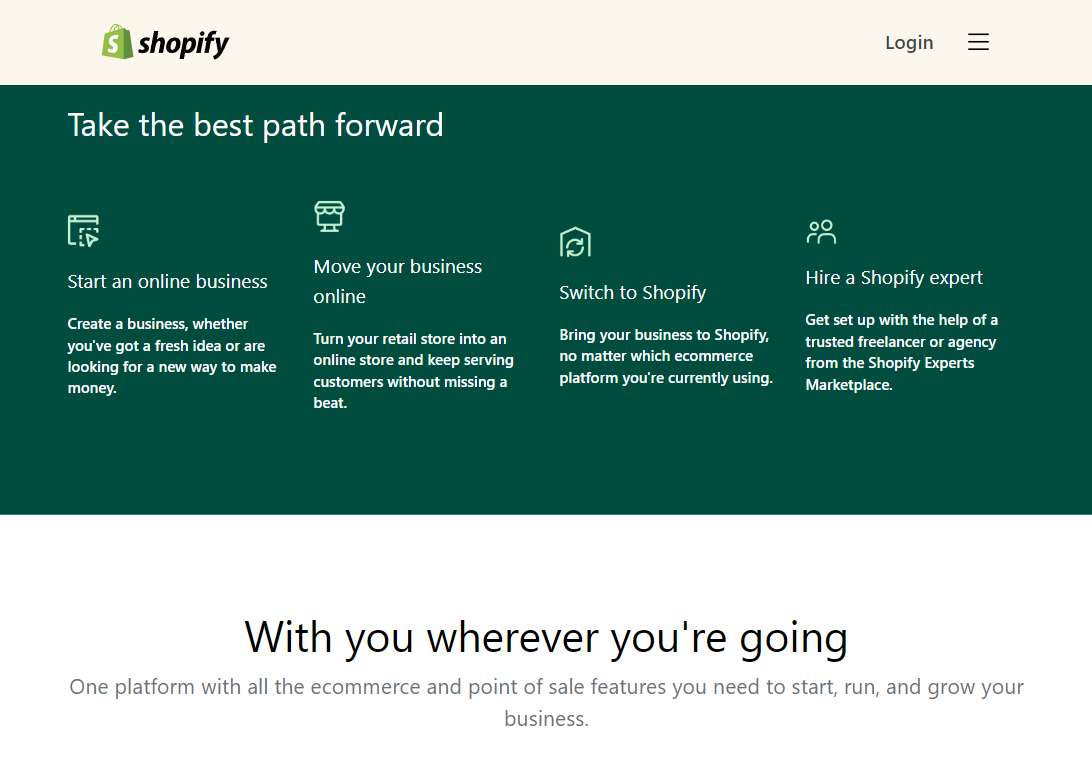 shopify
Login
Take the best path forward
Start an online business
Create a business, whether
you've got a fresh idea or are
looking for a new way to make
money.
Move your business
online
Turn your retail store into an
online store and keep serving
customers without missing a
beat.
Switch to Shopify
Bring your business to Shopify,
no matter which ecommerce
platform you're currently using.
Hire a Shopify expert
Get set up with the help of a
trusted freelancer or agency
from the Shopify Experts
Marketplace.
With you wherever you're going
One platform with all the ecommerce and point of sale features you need to start, run, and grow your
business.